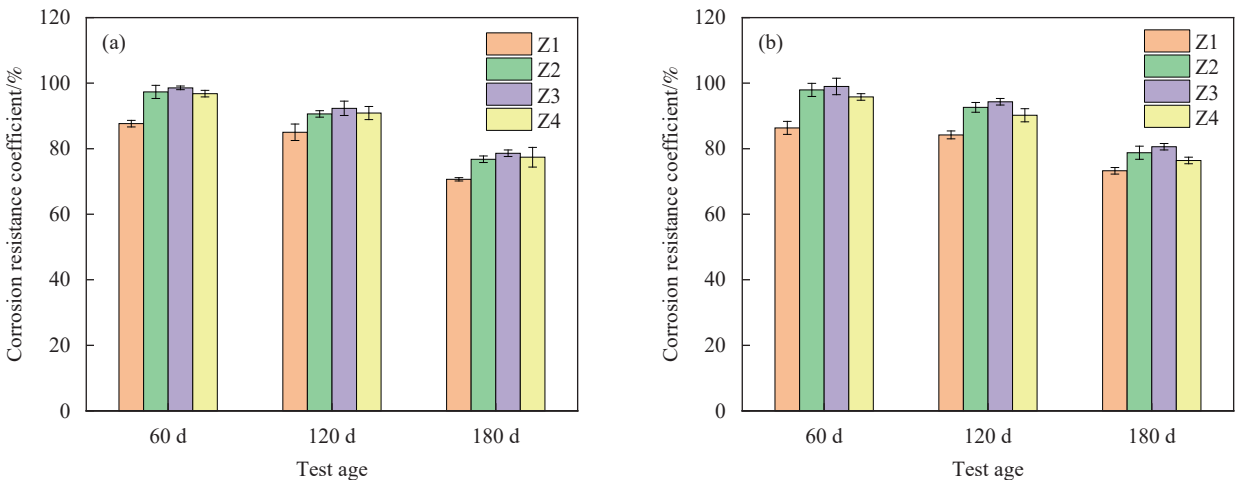 (a)
Corrosion resistance coefficient/%
120
100
80
60
40
20
0
Z1
Z2
Z3
Z4
60 d
120 d
180 d
Test age
(b)
Corrosion resistance coefficient/%
120
100
80
60
40
20
0
Z1
Z2
Z3
Z4
60 d
120 d
180 d
Test age